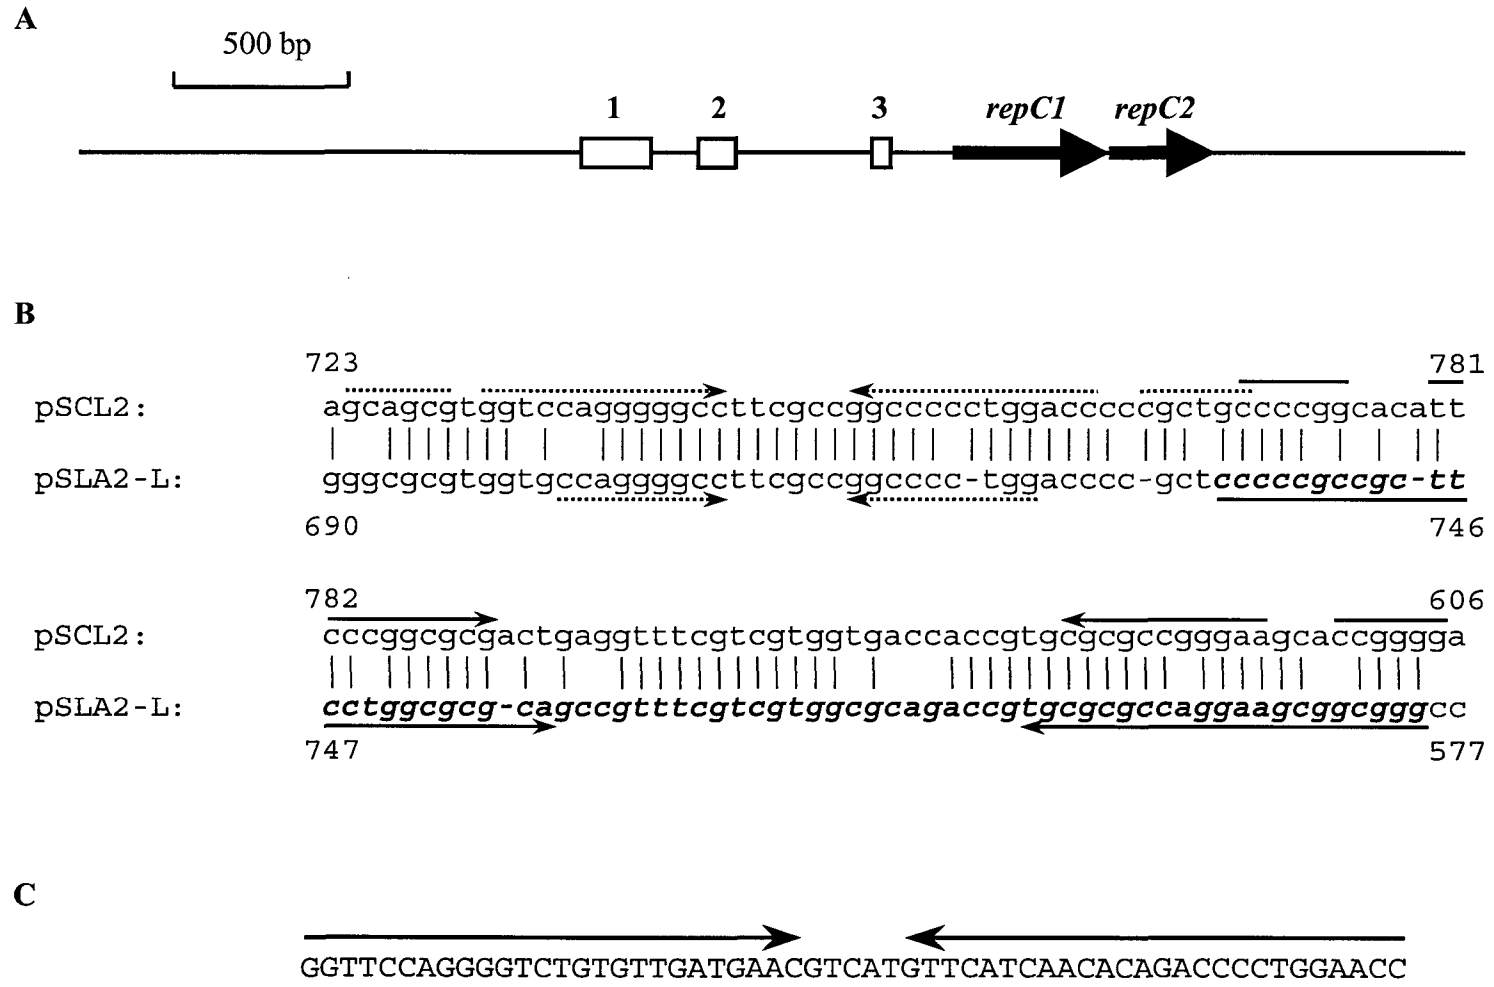 A
500 bp
1 2 3 repC1 repC2
B
723 781
pSCL2: agcagcgtggtccagggggccttcgccggccccctggacccccgctgccccggcacatt
pSLA2-L: gggcgcgtggtgccaggggccttcgccggcccc-tggacccc-gctcccccgccgc-tt
690 746
782 606
pSCL2: cccggcgcgactgaggtttcgtcgtggtgaccaccgtgcgcgccgggaagcaccgggga
pSLA2-L: cctggcgcg-cagccgtttcgtcgtggcgcagaccgtgcgcgccaggaagcggcgggcc
747 577
C
GGTTCCAGGGGTCTGTGTTGATGAACGTCATGTTCATCAACACAGACCCCTGGAACC